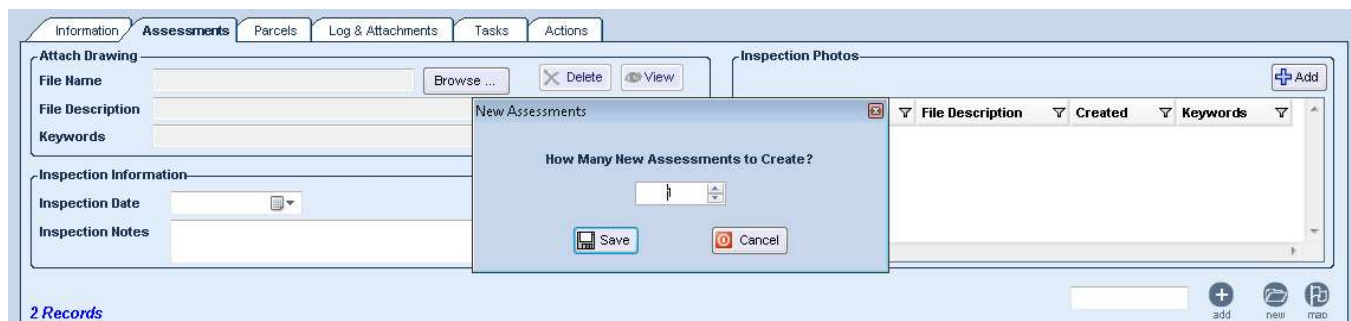 Information Assessments Parcels Log & Attachments Tasks Actions
Attach Drawing
Inspection Photos
File Name Browse ... Delete View
Add
File Description
New Assessments
File Description Created Keywords
Keywords
How Many New Assessments to Create?
Inspection Information
Inspection Date
Inspection Notes
Save Cancel
2 Records
add new map